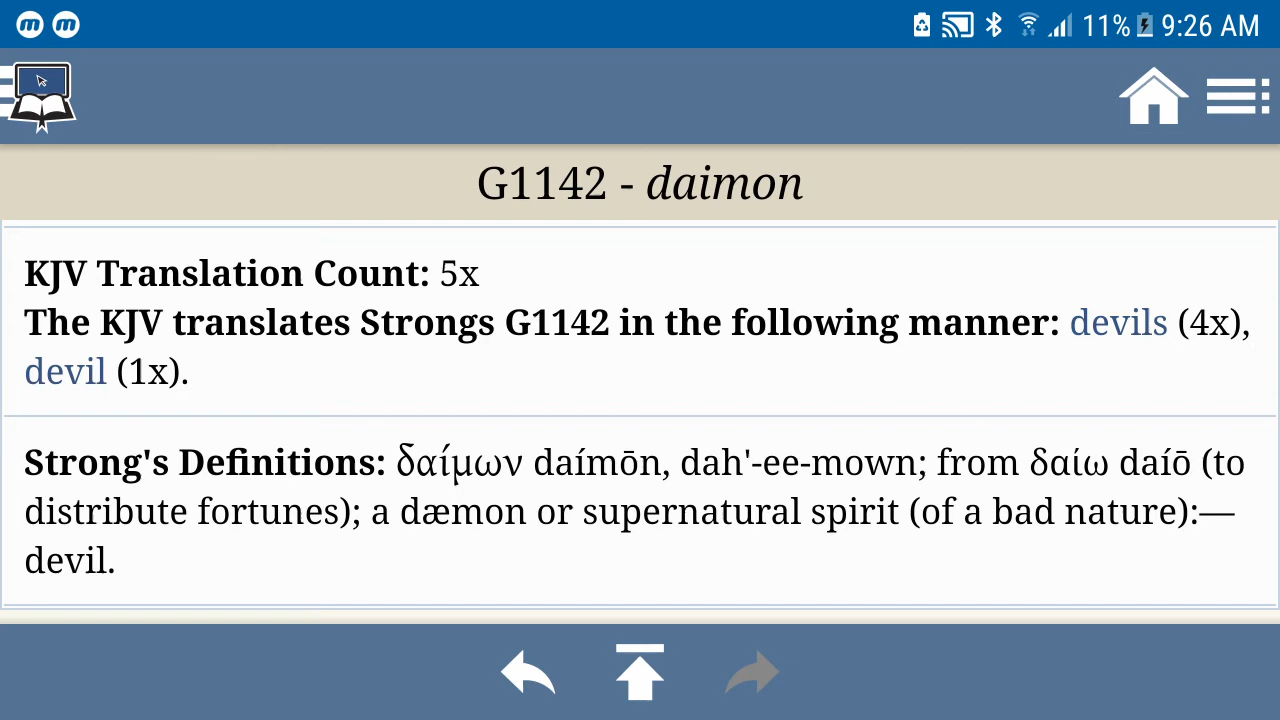 11% 9:26 AM
G1142 - daimon
KJV Translation Count: 5x
The KJV translates Strongs G1142 in the following manner: devils (4x),
devil (1x).
Strong's Definitions: δαίμων daímōn, dah'-ee-mown; from δαίω daíō (to
distribute fortunes); a dæmon or supernatural spirit (of a bad nature):—
devil.